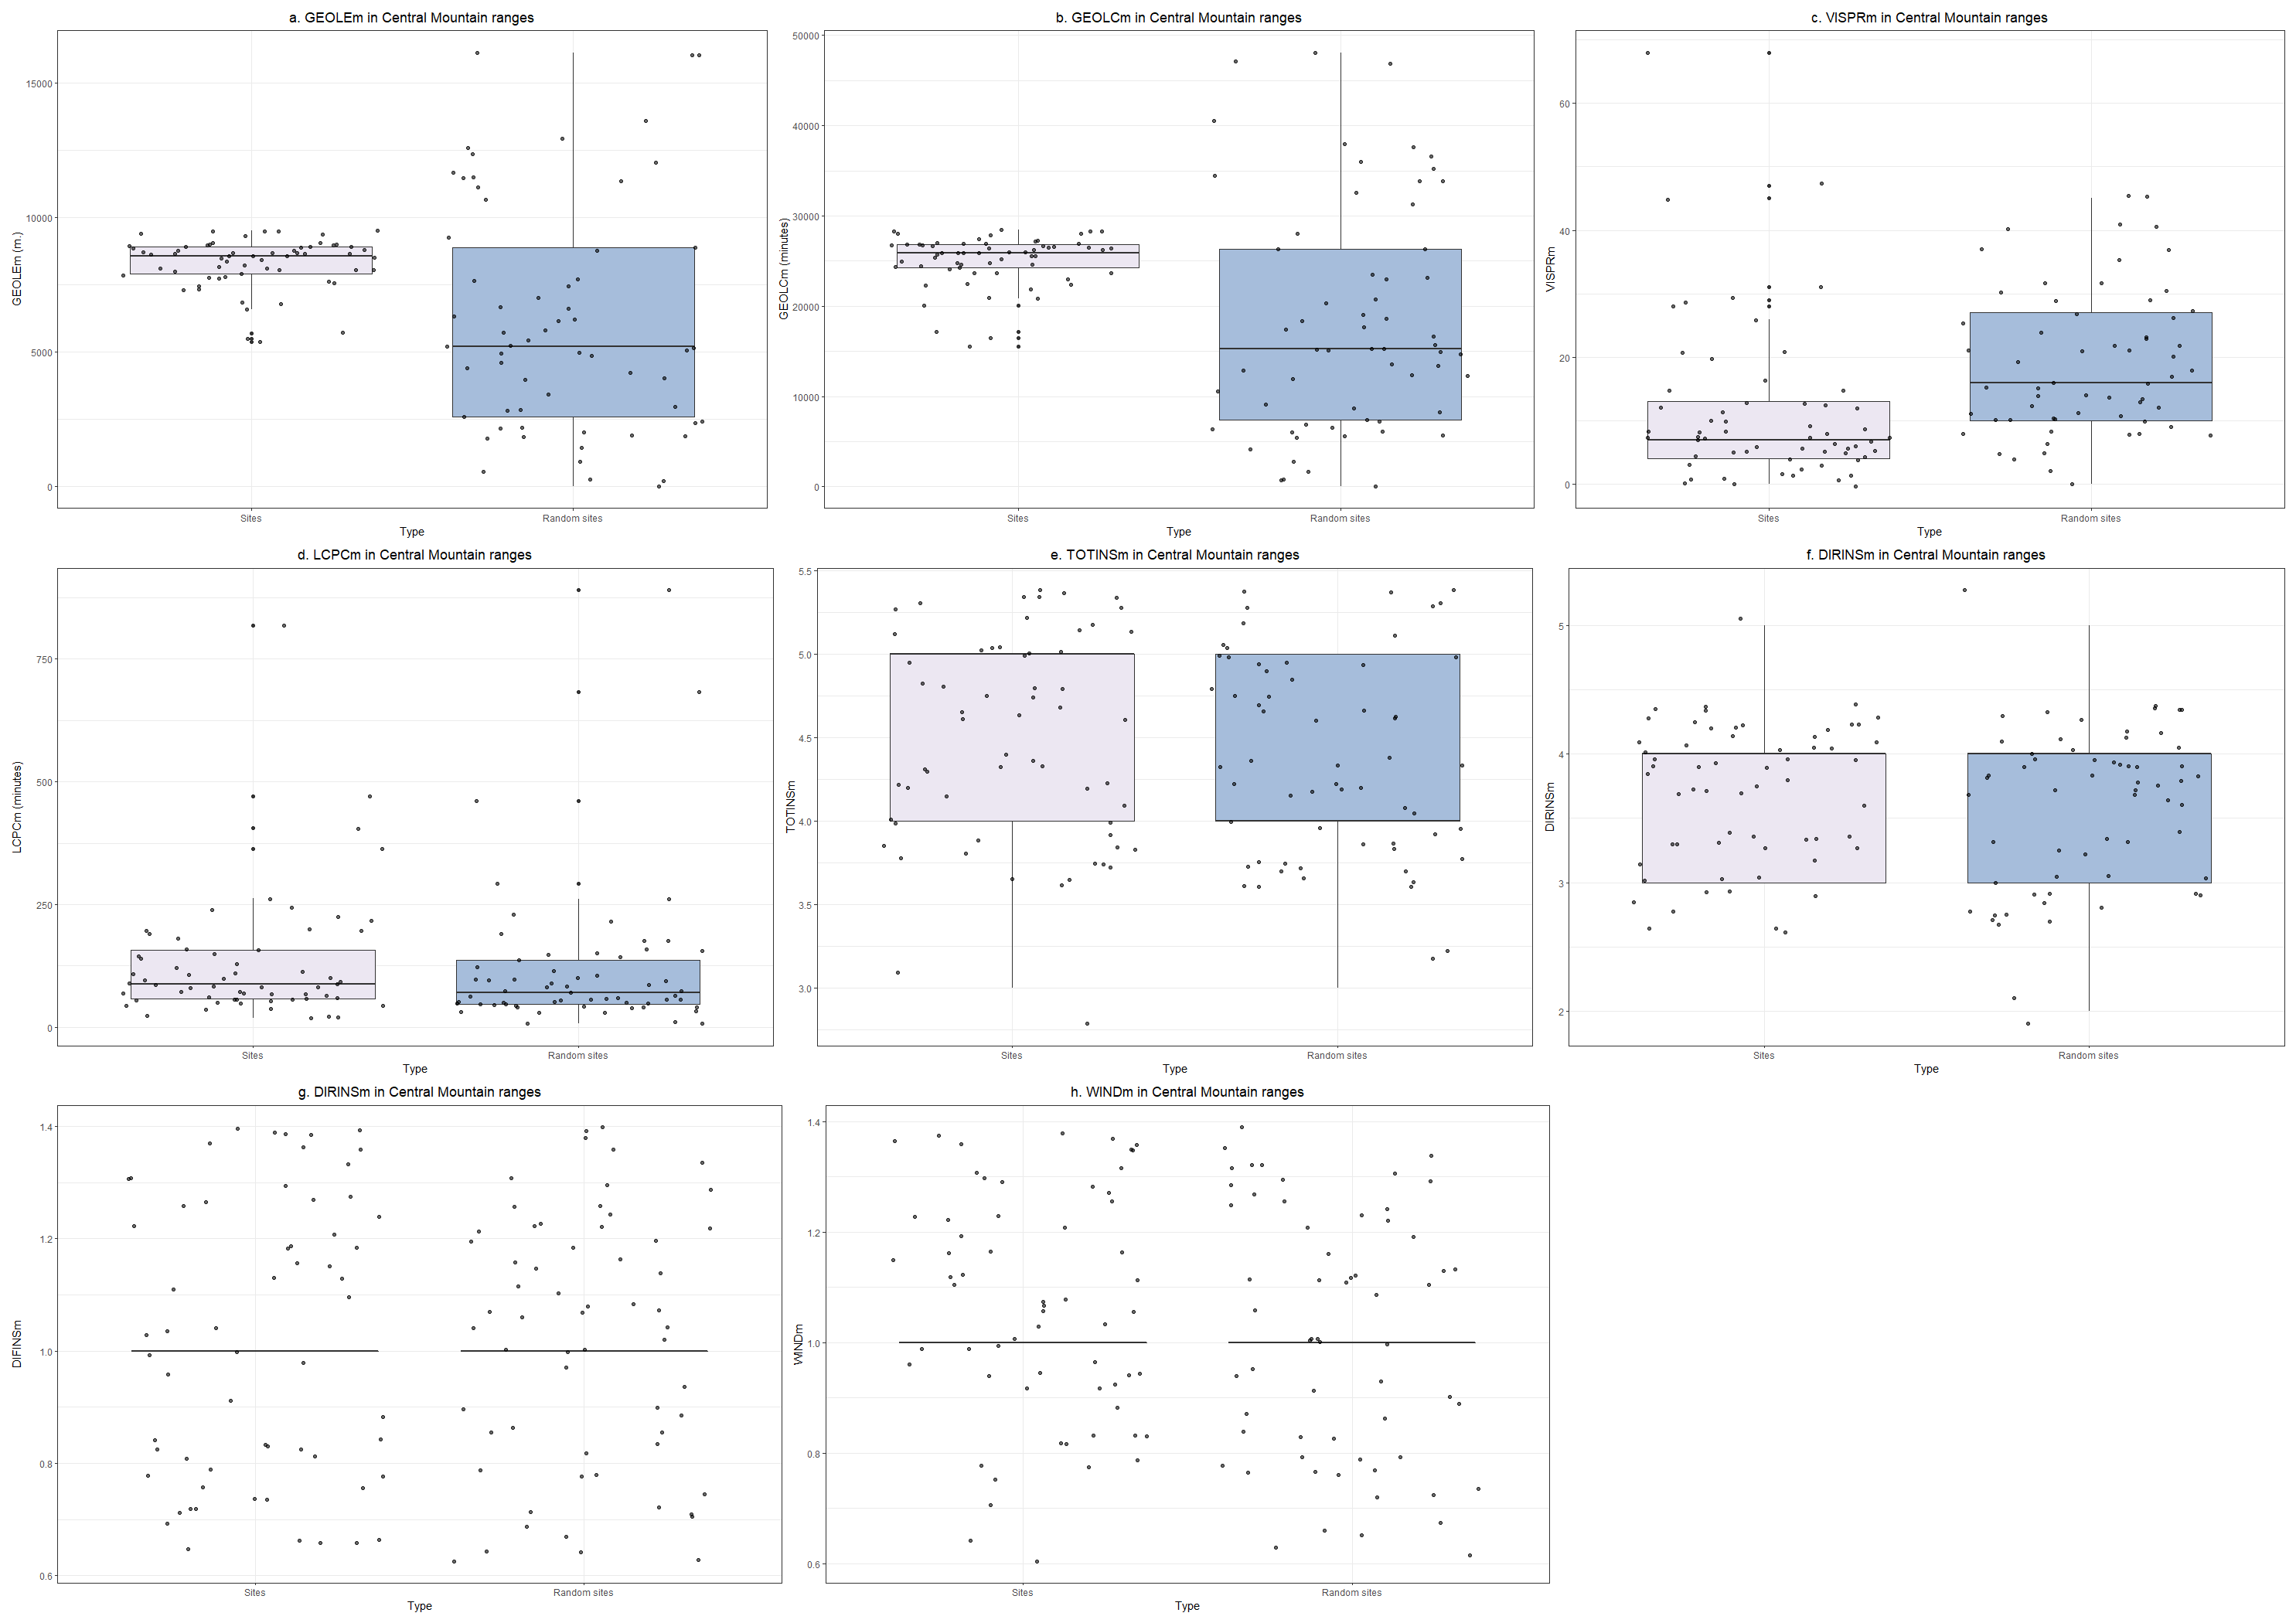 a. GEOLEm in Central Mountain ranges
GEOLEm (m.)
15000
10000
5000
0
Sites
Random sites
Type
b. GEOLCm in Central Mountain ranges
GEOLCm (minutes)
50000
40000
30000
20000
10000
0
Sites
Random sites
Type
c. VISPRm in Central Mountain ranges
VISPRm
60
40
20
0
Sites
Random sites
Type
d. LCPCm in Central Mountain ranges
LCPCm (minutes)
750
500
250
0
Sites
Random sites
Type
e. TOTINSm in Central Mountain ranges
TOTINSm
5.5
5.0
4.5
4.0
3.5
3.0
Sites
Random sites
Type
f. DIRINSm in Central Mountain ranges
DIRINSm
5
4
3
2
Sites
Random sites
Type
g. DIRINSm in Central Mountain ranges
DIFINSm
1.4
1.2
1.0
0.8
0.6
Sites
Random sites
Type
h. WINDm in Central Mountain ranges
WINDm
1.4
1.2
1.0
0.8
0.6
Sites
Random sites
Type